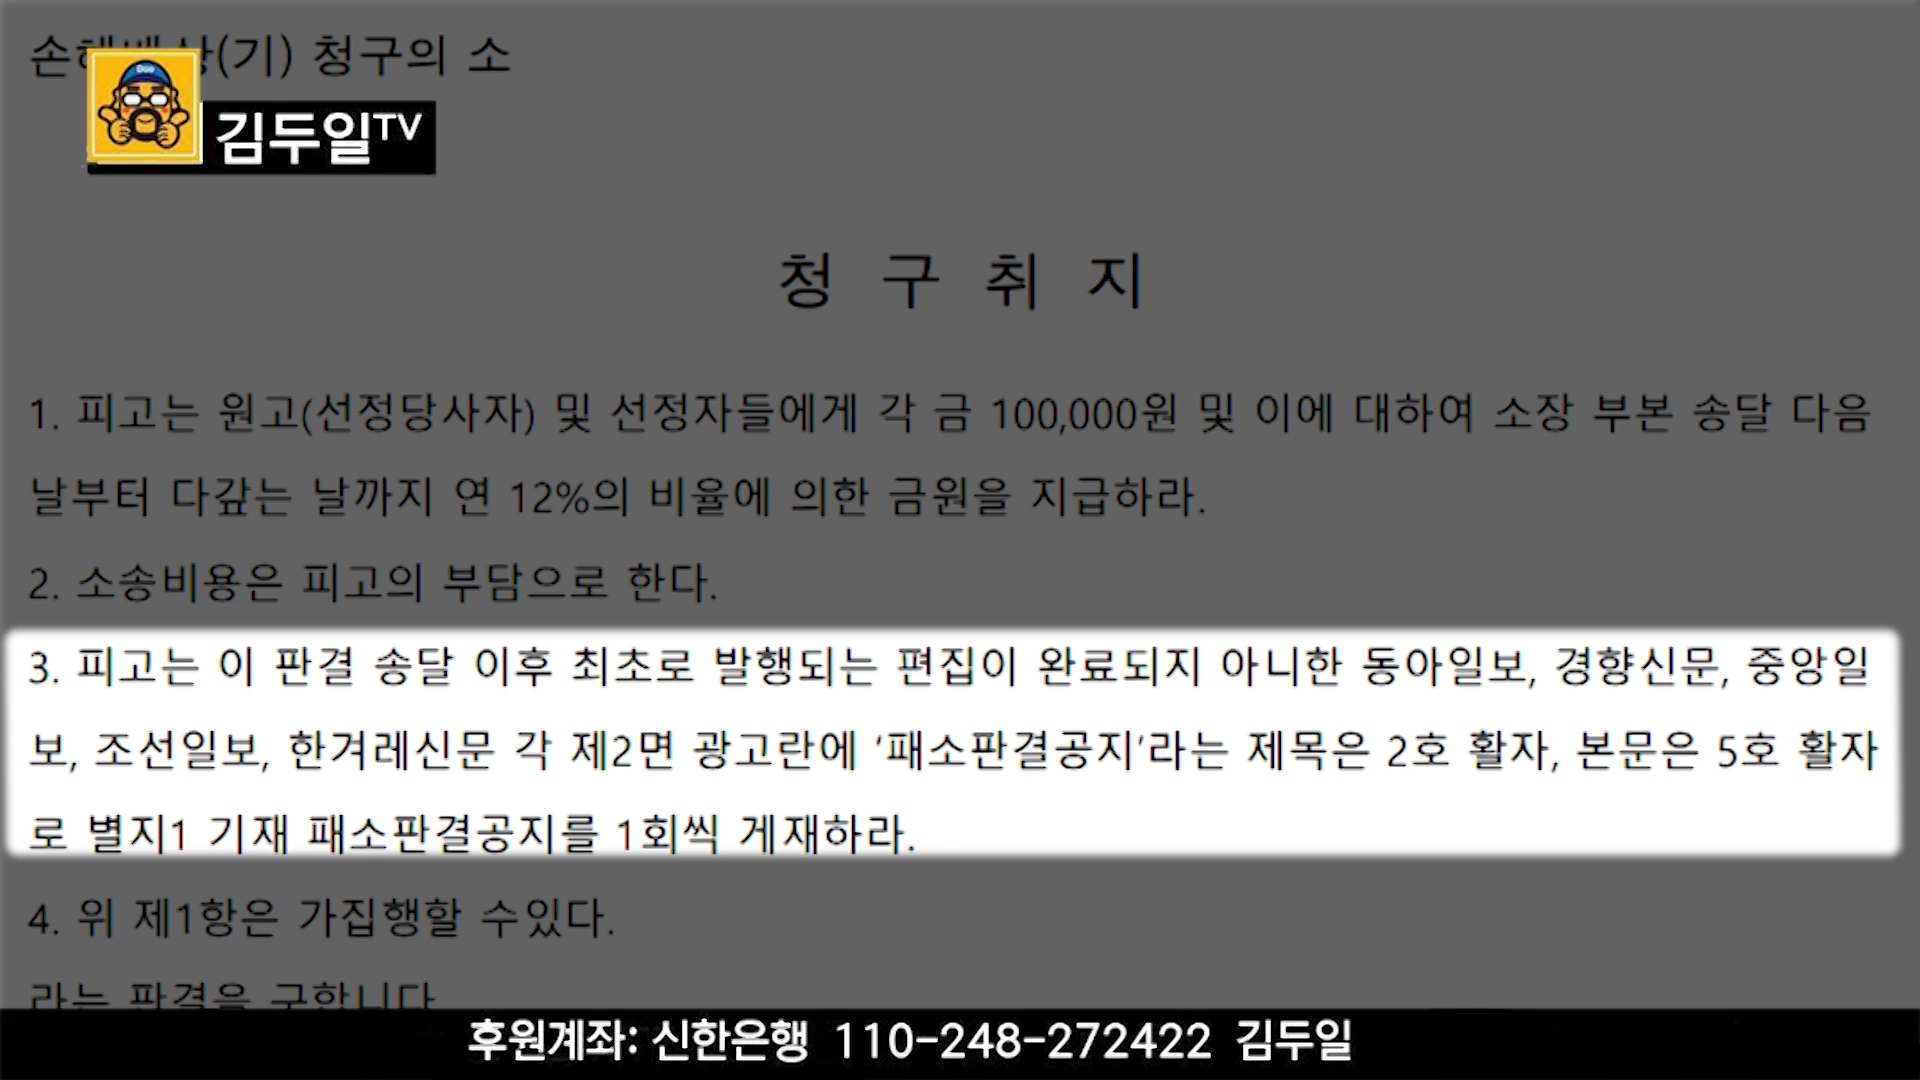 (기) 청구의 소
Doo
김두일TV
청 구 취 지
1. 피고는 원고(선정당사자) 및 선정자들에게 각 금 100,000원 및 이에 대하여 소장 부본 송달 다음
날부터 다갚는 날까지 연 12%의 비율에 의한 금원을 지급하라.
2. 소송비용은 피고의 부담으로 한다.
3. 피고는 이 판결 송달 이후 최초로 발행되는 편집이 완료되지 아니한 동아일보, 경향신문, 중앙일
보, 조선일보, 한겨레신문 각 제2면 광고란에 ‘패소판결공지’라는 제목은 2호 활자, 본문은 5호 활자
로 별지1 기재 패소판결공지를 1회씩 게재하라.
4. 위 제1항은 가집행할 수있다.
라는 판결을 구합니다
후원계좌: 신한은행 110-248-272422 김두일